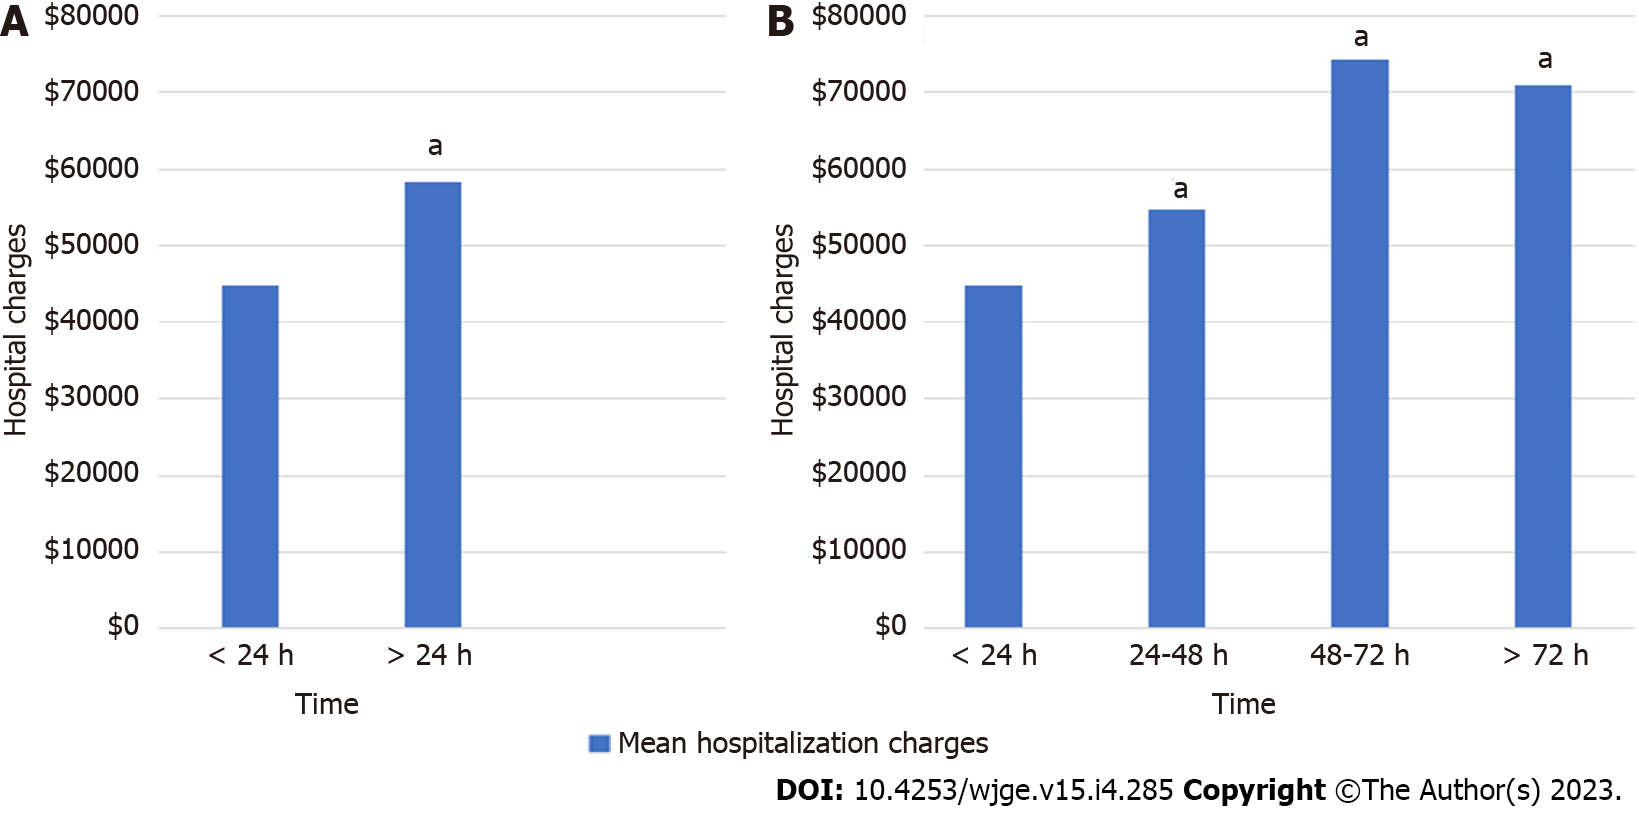 A
$80000
$70000
$60000
$50000
$40000
$30000
$20000
$10000
$0
Hospital charges
a
< 24 h
> 24 h
Time
B
$80000
$70000
$60000
$50000
$40000
$30000
$20000
$10000
$0
Hospital charges
a
a
a
< 24 h
24-48 h
48-72 h
> 72 h
Time
Mean hospitalization charges
DOI: 10.4253/wjge.v15.i4.285 Copyright ©The Author(s) 2023.